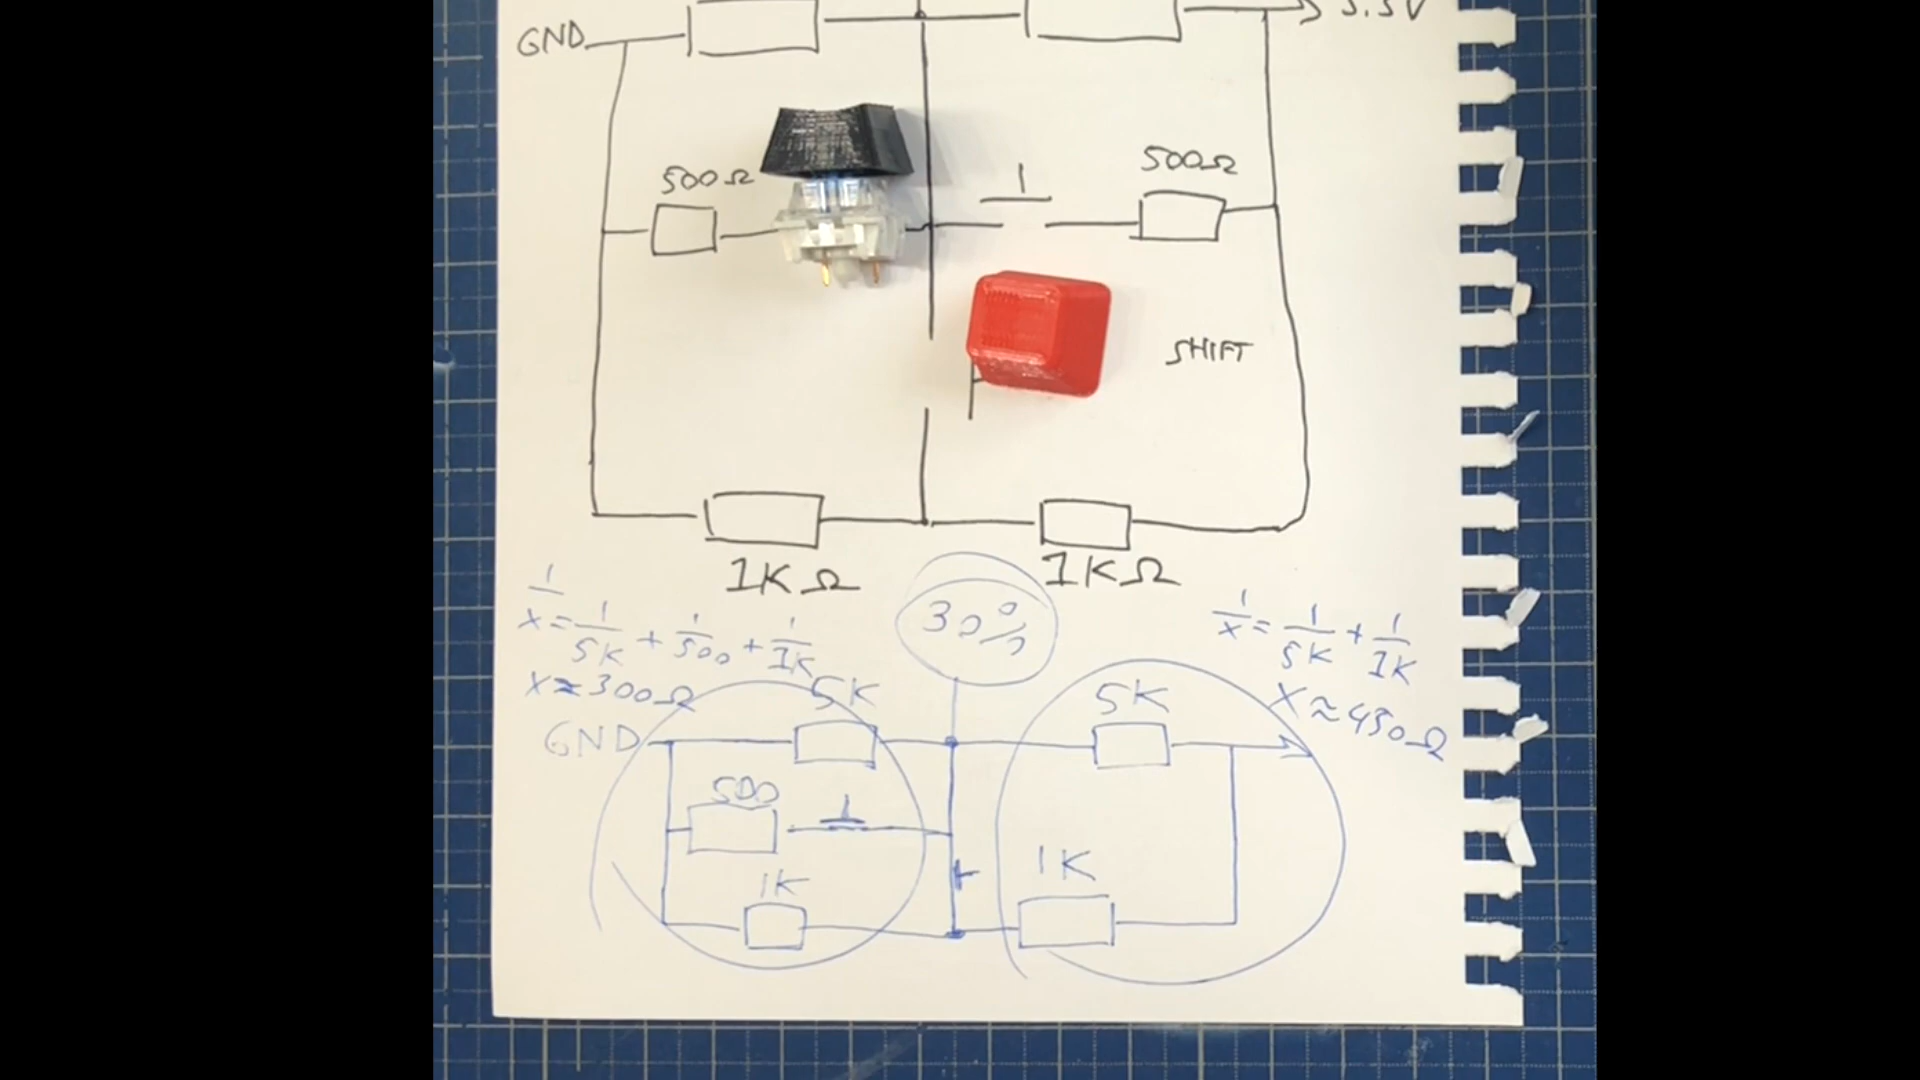 GND
3.3V
500Ω
500Ω
SHIFT
1KΩ
1KΩ
30%
1/x = 1/5K + 1/500 + 1/1K
x ≈ 300Ω
1/x = 1/5K + 1/1K
X ≈ 450Ω
GND
5K
5K
500
1K
1K